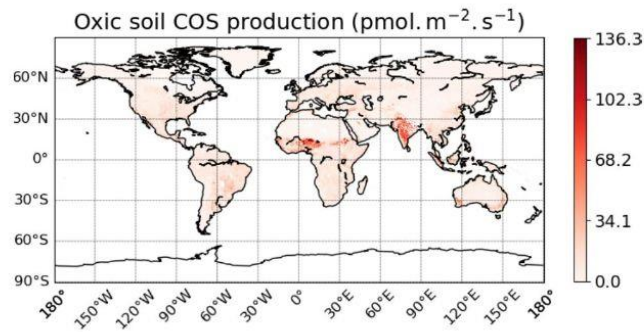 Oxic soil COS production (pmol.m⁻².s⁻¹)
136.3
102.3
68.2
34.1
0.0
60°N
30°N
0°
30°S
60°S
90°S
180° 150°W 120°W 90°W 60°W 30°W 0° 30°E 60°E 90°E 120°E 150°E 180°